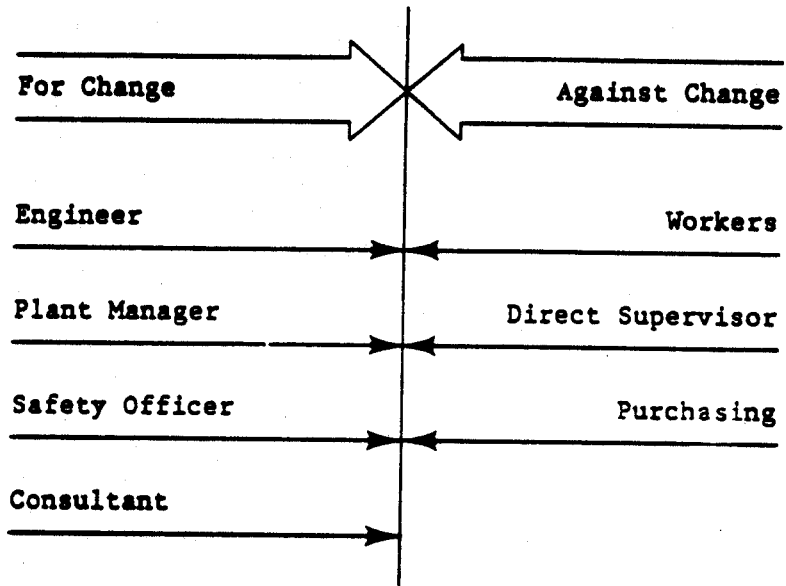 For Change
Against Change
Engineer
Workers
Plant Manager
Direct Supervisor
Safety Officer
Purchasing
Consultant